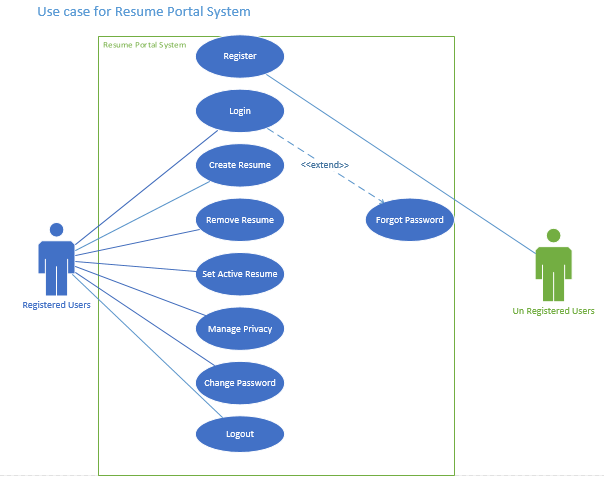 Use case for Resume Portal System
Resume Portal System
Register
Login
Create Resume
<<extend>>
Remove Resume
Forgot Password
Set Active Resume
Registered Users
Un Registered Users
Manage Privacy
Change Password
Logout